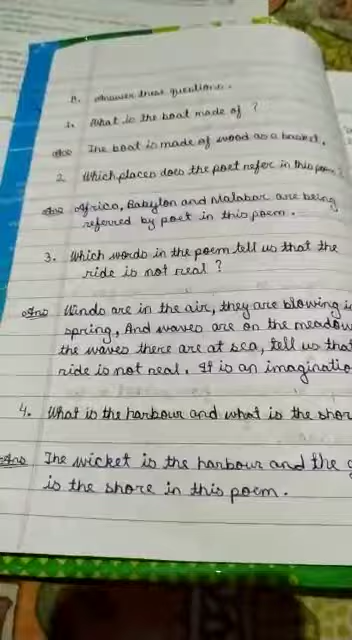 B. Answer these questions.
1. What is the boat made of ?
Ans The boat is made of wood as a basket.
2. Which places does the poet refer in this poem ?
Ans Africa, Babylon and Malabar are being
referred by poet in this poem.
3. Which words in the poem tell us that the
ride is not real ?
Ans Winds are in the air, they are blowing
spring, And waves are on the meadow
the waves there are at sea, tell us that
ride is not real. It is an
4. What is the harbour and what is the
Ans The wicket is the harbour and the
is the shore in this poem.